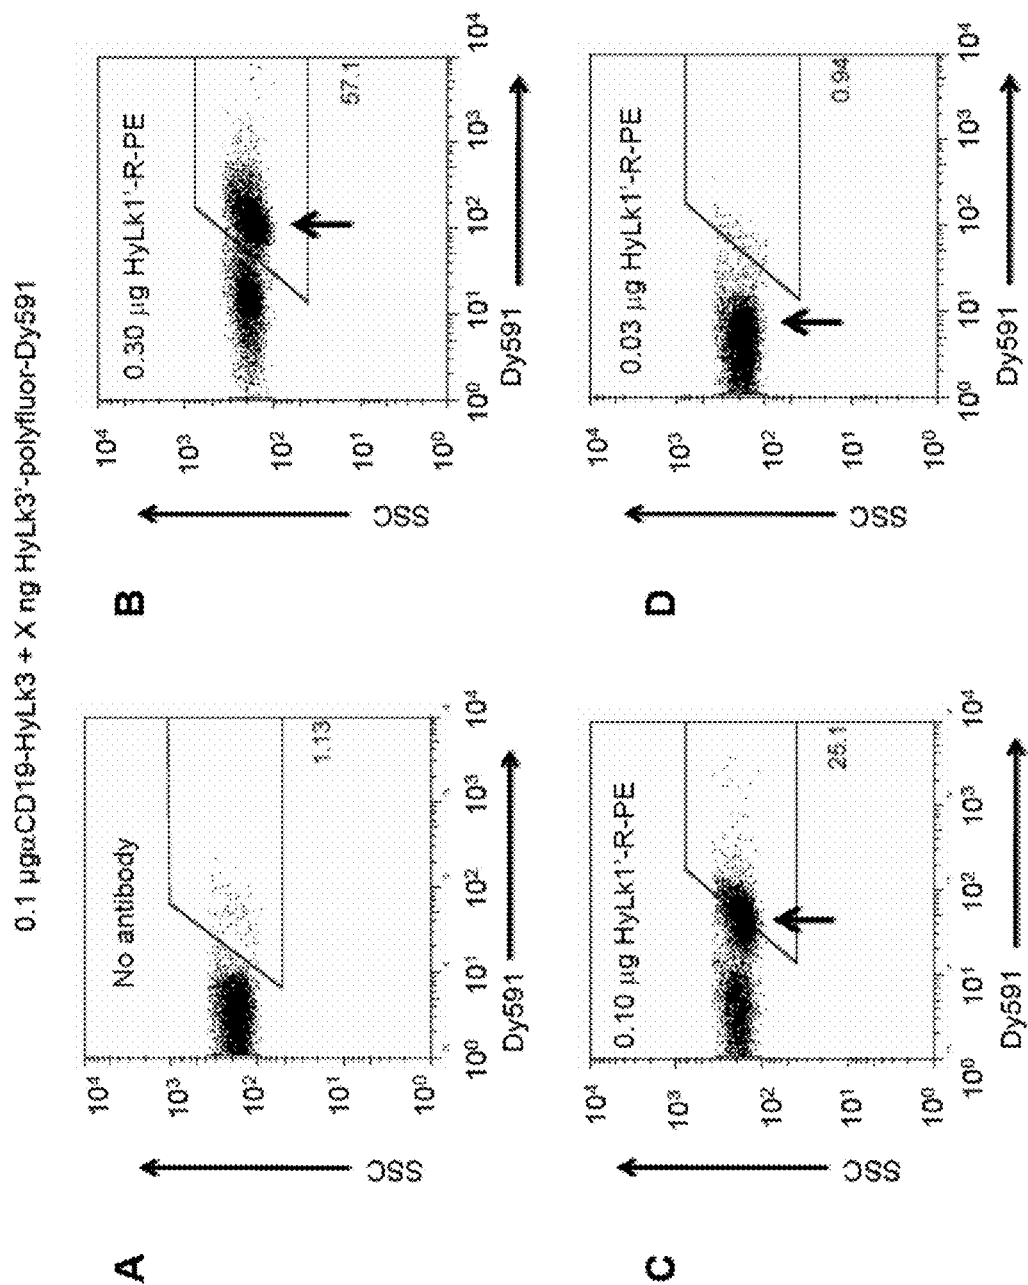 0.1 µgαCD19-HyLk3 + X ng HyLk3'-polyfluor-Dy591
A
No antibody
10⁴
10³
10²
10¹
10⁰
SSC
1.13
10⁰ 10¹ 10² 10³ 10⁴
Dy591
B
0.30 µg HyLk1'-R-PE
10⁴
10³
10²
10¹
10⁰
SSC
57.1
10⁰ 10¹ 10² 10³ 10⁴
Dy591
C
0.10 µg HyLk1'-R-PE
10⁴
10³
10²
10¹
10⁰
SSC
25.1
10⁰ 10¹ 10² 10³ 10⁴
Dy591
D
0.03 µg HyLk1'-R-PE
10⁴
10³
10²
10¹
10⁰
SSC
0.94
10⁰ 10¹ 10² 10³ 10⁴
Dy591